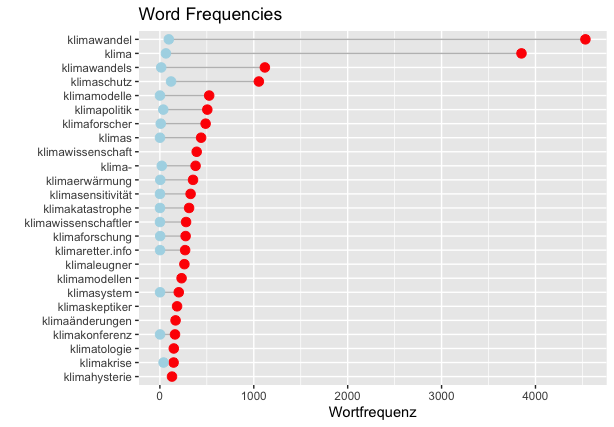 Word Frequencies
klimawandel
klima
klimawandels
klimaschutz
klimamodelle
klimapolitik
klimaforscher
klimas
klimawissenschaft
klima-
klimaerwärmung
klimasensitivität
klimakatastrophe
klimawissenschaftler
klimaforschung
klimaretter.info
klimaleugner
klimamodellen
klimasystem
klimaskeptiker
klimaänderungen
klimakonferenz
klimatologie
klimakrise
klimahysterie
0 1000 2000 3000 4000
Wortfrequenz